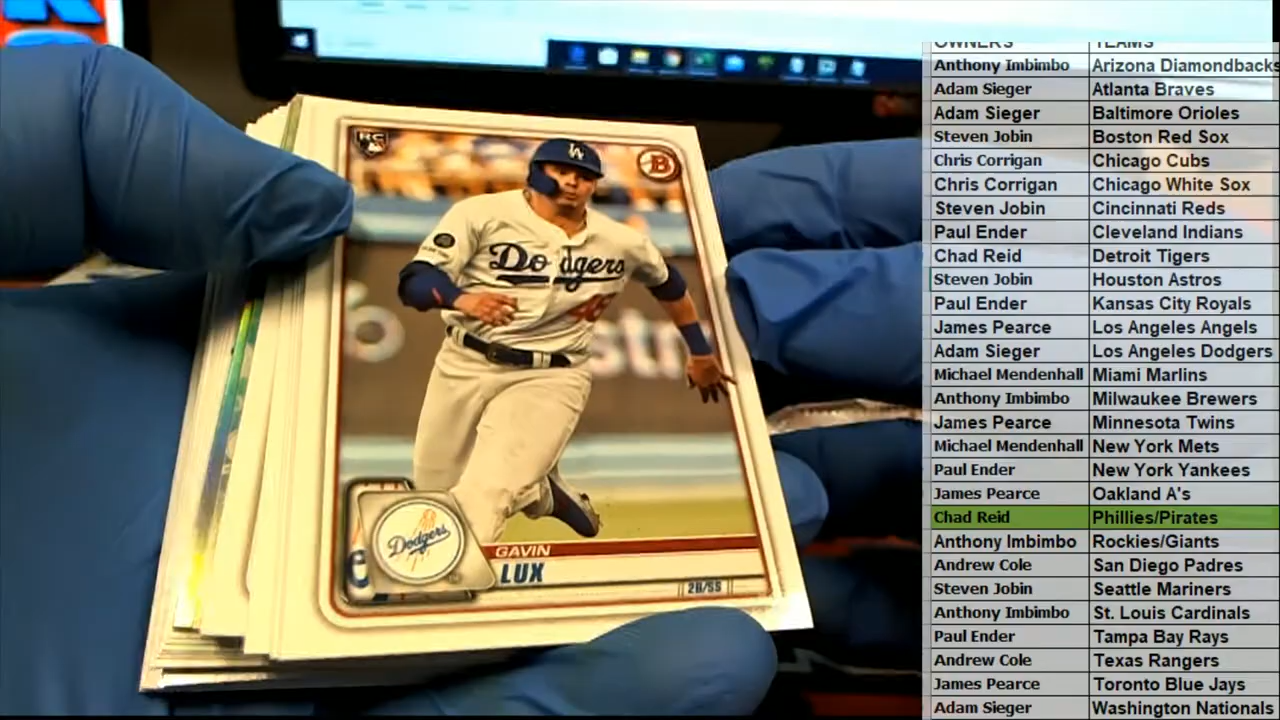 RC
B
LA
Dodgers
Dodgers
GAVIN
LUX
2B/SS
OWNERS TEAMS
Anthony Imbimbo Arizona Diamondbacks
Adam Sieger Atlanta Braves
Adam Sieger Baltimore Orioles
Steven Jobin Boston Red Sox
Chris Corrigan Chicago Cubs
Chris Corrigan Chicago White Sox
Steven Jobin Cincinnati Reds
Paul Ender Cleveland Indians
Chad Reid Detroit Tigers
Steven Jobin Houston Astros
Paul Ender Kansas City Royals
James Pearce Los Angeles Angels
Adam Sieger Los Angeles Dodgers
Michael Mendenhall Miami Marlins
Anthony Imbimbo Milwaukee Brewers
James Pearce Minnesota Twins
Michael Mendenhall New York Mets
Paul Ender New York Yankees
James Pearce Oakland A's
Chad Reid Phillies/Pirates
Anthony Imbimbo Rockies/Giants
Andrew Cole San Diego Padres
Steven Jobin Seattle Mariners
Anthony Imbimbo St. Louis Cardinals
Paul Ender Tampa Bay Rays
Andrew Cole Texas Rangers
James Pearce Toronto Blue Jays
Adam Sieger Washington Nationals